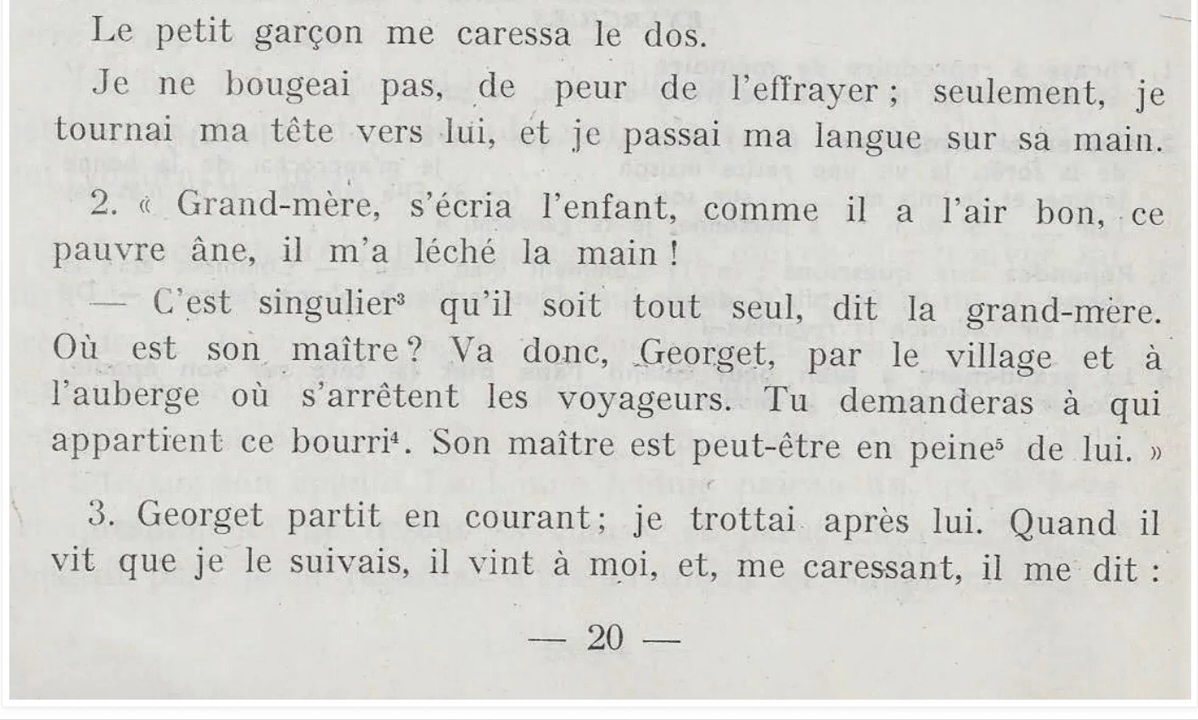 Le petit garçon me caressa le dos.
Je ne bougeai pas, de peur de l'effrayer ; seulement, je
tournai ma tête vers lui, et je passai ma langue sur sa main.
2. « Grand-mère, s'écria l'enfant, comme il a l'air bon, ce
pauvre âne, il m'a léché la main !
— C'est singulier³ qu'il soit tout seul, dit la grand-mère.
Où est son maître ? Va donc, Georget, par le village et à
l'auberge où s'arrêtent les voyageurs. Tu demanderas à qui
appartient ce bourri⁴. Son maître est peut-être en peine⁵ de lui. »
3. Georget partit en courant ; je trottai après lui. Quand il
vit que je le suivais, il vint à moi, et, me caressant, il me dit :
— 20 —